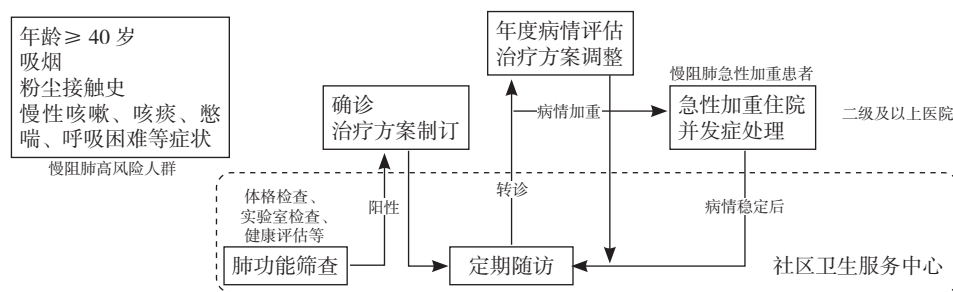 年龄≥ 40 岁
吸烟
粉尘接触史
慢性咳嗽、咳痰、憋
喘、呼吸困难等症状
慢阻肺高风险人群
确诊
治疗方案制订
年度病情评估
治疗方案调整
病情加重
慢阻肺急性加重患者
急性加重住院
并发症处理
二级及以上医院
体格检查、
实验室检查、
健康评估等
肺功能筛查
阳性
转诊
定期随访
病情稳定后
社区卫生服务中心